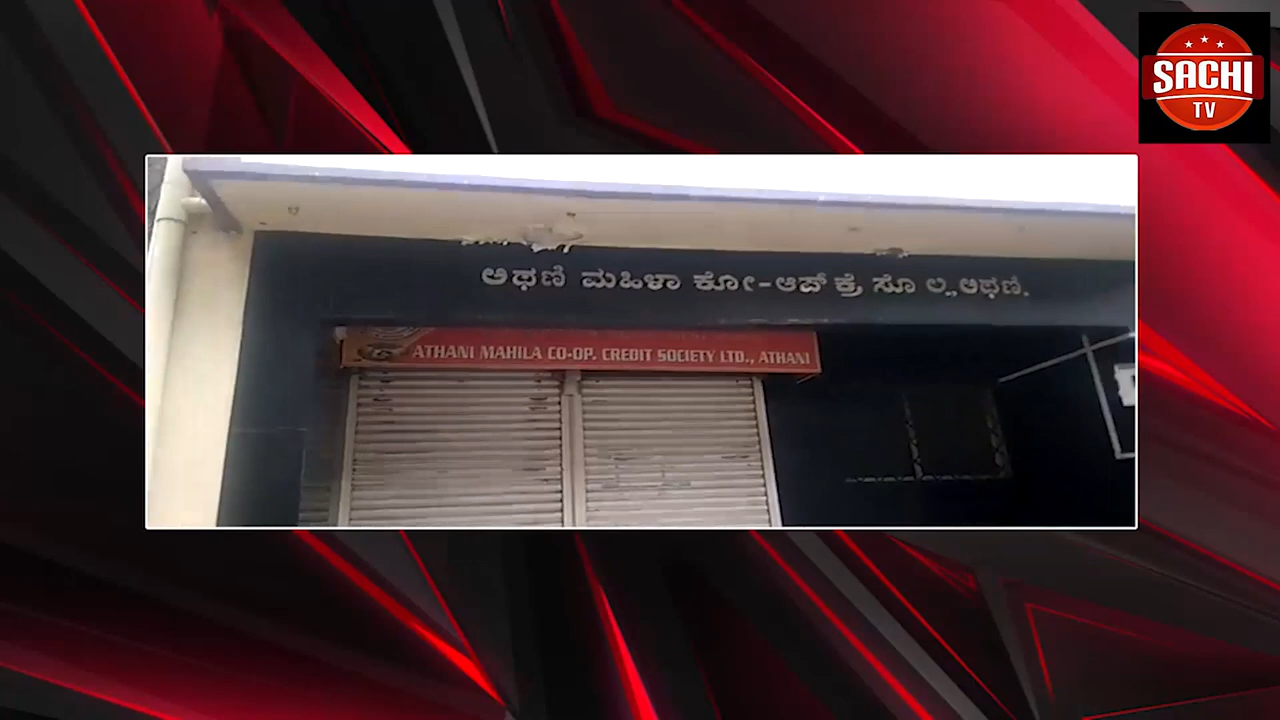 SACHI
TV
ಅಥಣಿ ಮಹಿಳಾ ಕೋ-ಆಪ್ ಕ್ರೆ ಸೊ ಲ., ಅಥಣಿ.
ATHANI MAHILA CO-OP. CREDIT SOCIETY LTD., ATHANI